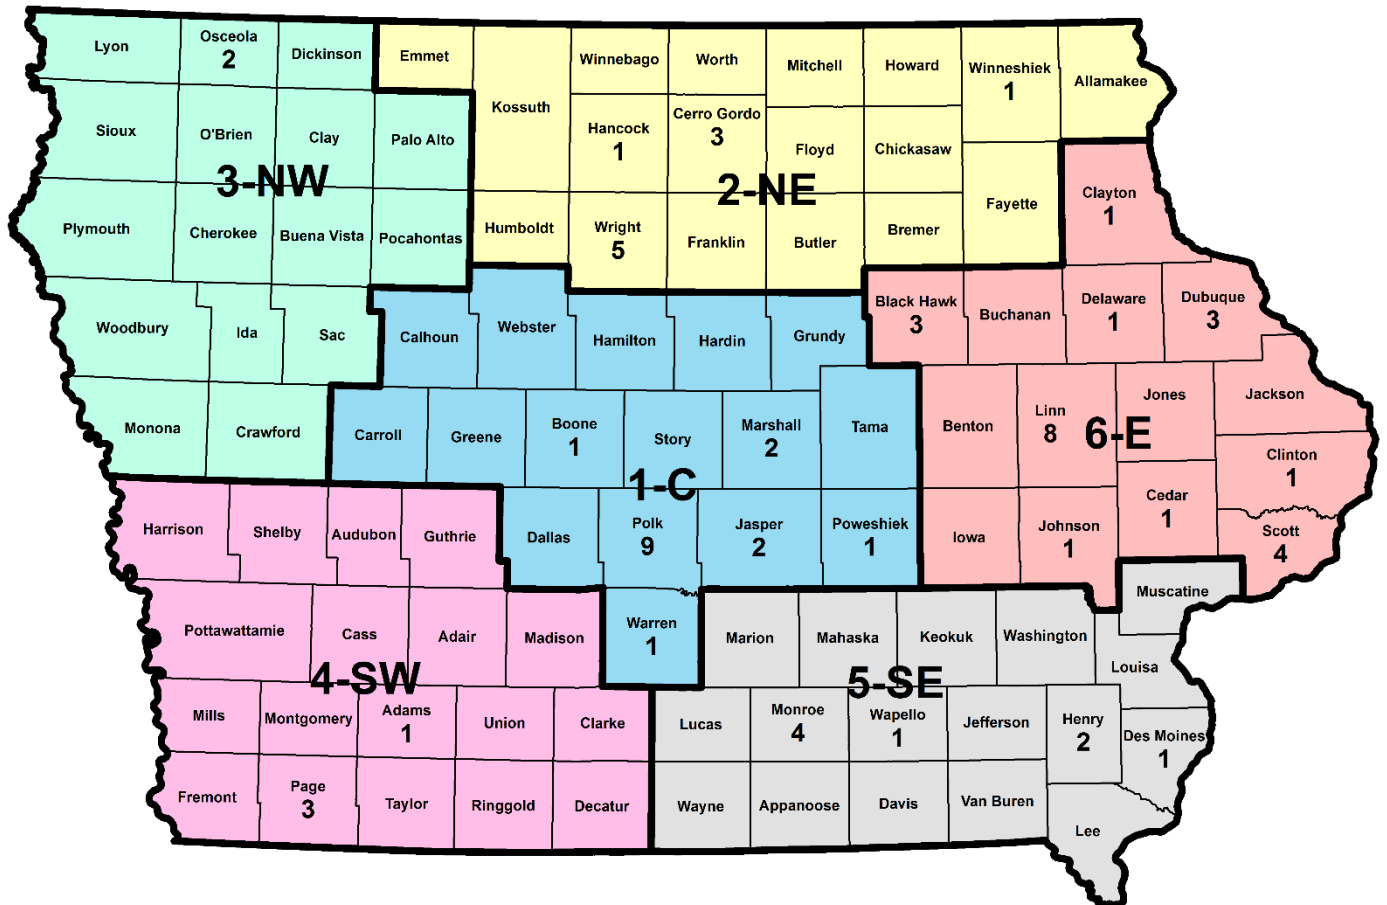 Lyon
Osceola
2
Dickinson
Emmet
Kossuth
Winnebago
Worth
Mitchell
Howard
Winneshiek
1
Allamakee
Sioux
O'Brien
Clay
Palo Alto
Hancock
1
Cerro Gordo
3
Floyd
Chickasaw
3-NW
2-NE
Fayette
Clayton
1
Plymouth
Cherokee
Buena Vista
Pocahontas
Humboldt
Wright
5
Franklin
Butler
Bremer
Woodbury
Ida
Sac
Calhoun
Webster
Hamilton
Hardin
Grundy
Black Hawk
3
Buchanan
Delaware
1
Dubuque
3
Monona
Crawford
Carroll
Greene
Boone
1
Story
Marshall
2
Tama
Benton
Linn
8
Jones
Jackson
6-E
1-C
Clinton
1
Harrison
Shelby
Audubon
Guthrie
Dallas
Polk
9
Jasper
2
Poweshiek
1
Iowa
Johnson
1
Cedar
1
Scott
4
Muscatine
Pottawattamie
Cass
Adair
Madison
Warren
1
Marion
Mahaska
Keokuk
Washington
Louisa
4-SW
5-SE
Mills
Montgomery
Adams
1
Union
Clarke
Lucas
Monroe
4
Wapello
1
Jefferson
Henry
2
Des Moines
1
Fremont
Page
3
Taylor
Ringgold
Decatur
Wayne
Appanoose
Davis
Van Buren
Lee